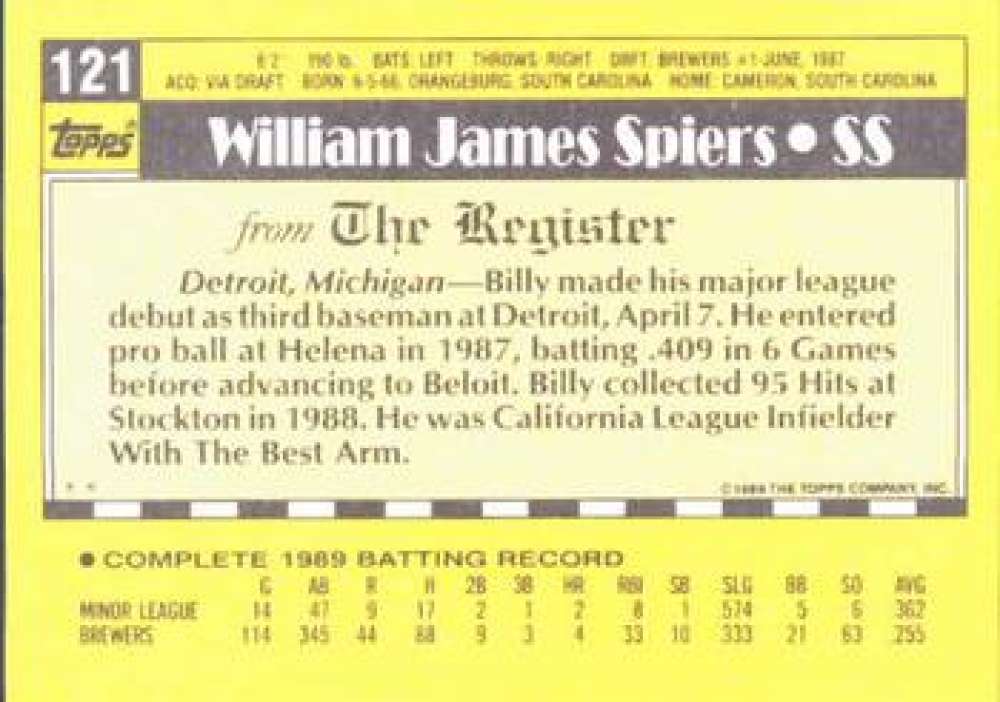 121
6'2" 190 lb. BATS: LEFT THROWS: RIGHT DRFT: BREWERS #1-JUNE, 1987
ACQ: VIA DRAFT BORN: 6-5-66, ORANGEBURG, SOUTH CAROLINA HOME: CAMERON, SOUTH CAROLINA
Topps®
William James Spiers • SS
from The Register
Detroit, Michigan—Billy made his major league
debut as third baseman at Detroit, April 7. He entered
pro ball at Helena in 1987, batting .409 in 6 Games
before advancing to Beloit. Billy collected 95 Hits at
Stockton in 1988. He was California League Infielder
With The Best Arm.
* *
© 1989 THE TOPPS COMPANY, INC.
● COMPLETE 1989 BATTING RECORD
G AB R H 2B 3B HR RBI SB SLG BB SO AVG
MINOR LEAGUE 14 47 9 17 2 1 2 8 1 .574 5 6 .362
BREWERS 114 345 44 88 9 3 4 33 10 .333 21 63 .255